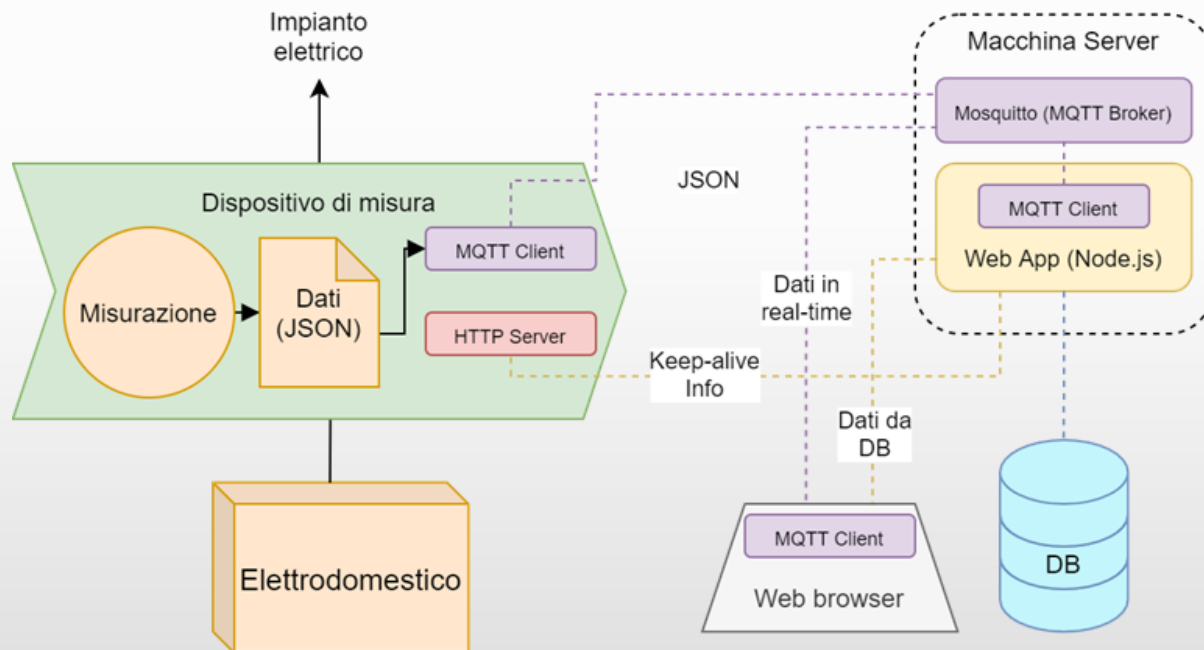 Impianto
elettrico
Macchina Server
Mosquitto (MQTT Broker)
JSON
Dispositivo di misura
MQTT Client
MQTT Client
Web App (Node.js)
Misurazione
Dati
(JSON)
HTTP Server
Dati in
real-time
Keep-alive
Info
Dati da
DB
MQTT Client
Web browser
DB
Elettrodomestico